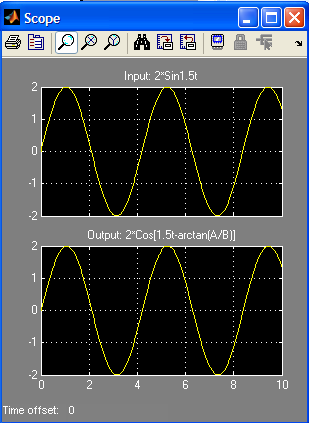 Scope
Input: 2*Sin1.5t
2
1
0
-1
-2
Output: 2*Cos[1.5t-arctan(A/B)]
2
1
0
-1
-2
0 2 4 6 8 10
Time offset: 0